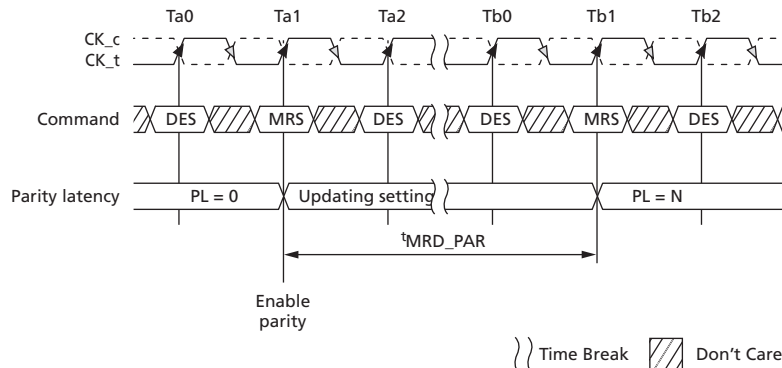 Ta0 Ta1 Ta2 Tb0 Tb1 Tb2
CK_c
CK_t
Command DES MRS DES DES MRS DES
Parity latency PL = 0 Updating setting PL = N
tMRD_PAR
Enable
parity
Time Break Don't Care